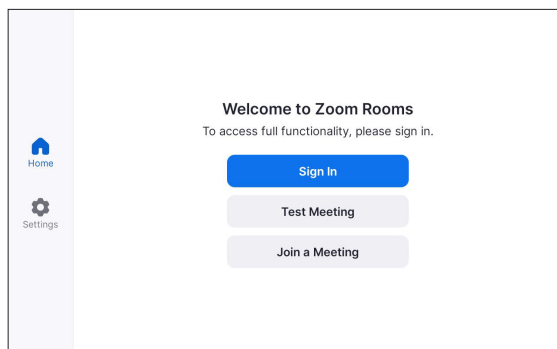 Welcome to Zoom Rooms
To access full functionality, please sign in.
Home
Sign In
Settings
Test Meeting
Join a Meeting